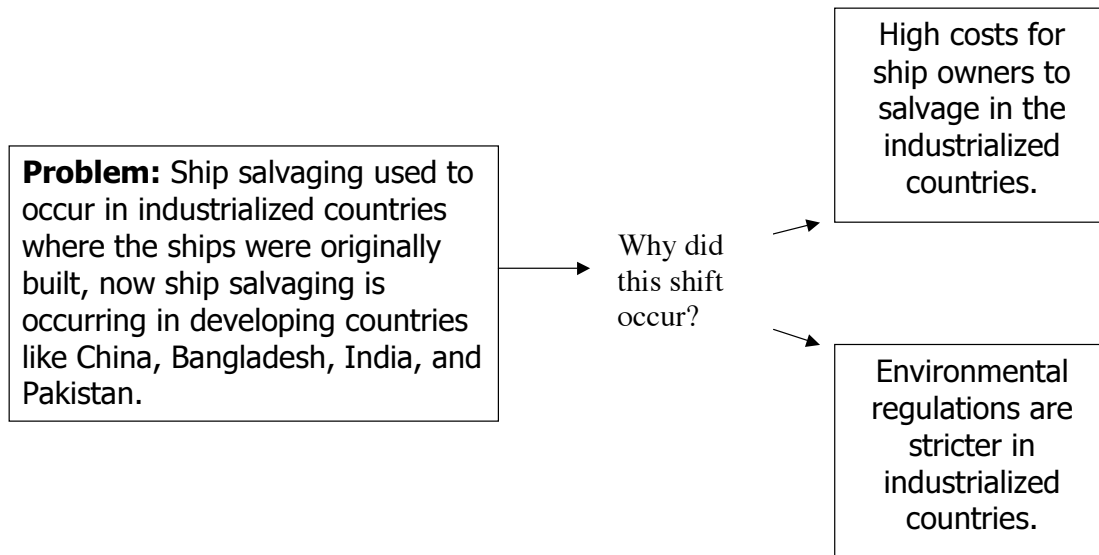 Problem: Ship salvaging used to
occur in industrialized countries
where the ships were originally
built, now ship salvaging is
occurring in developing countries
like China, Bangladesh, India, and
Pakistan.
Why did
this shift
occur?
High costs for
ship owners to
salvage in the
industrialized
countries.
Environmental
regulations are
stricter in
industrialized
countries.